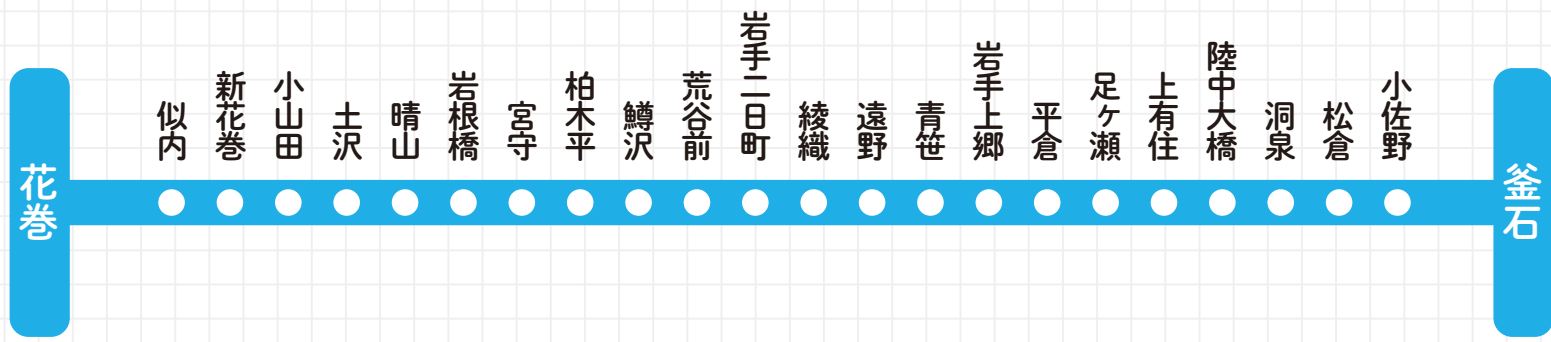 花巻
似内
新花巻
小山田
土沢
晴山
岩根橋
宮守
柏木平
鱒沢
荒谷前
岩手二日町
綾織
遠野
青笹
岩手上郷
平倉
足ケ瀬
上有住
陸中大橋
洞泉
松倉
小佐野
釜石